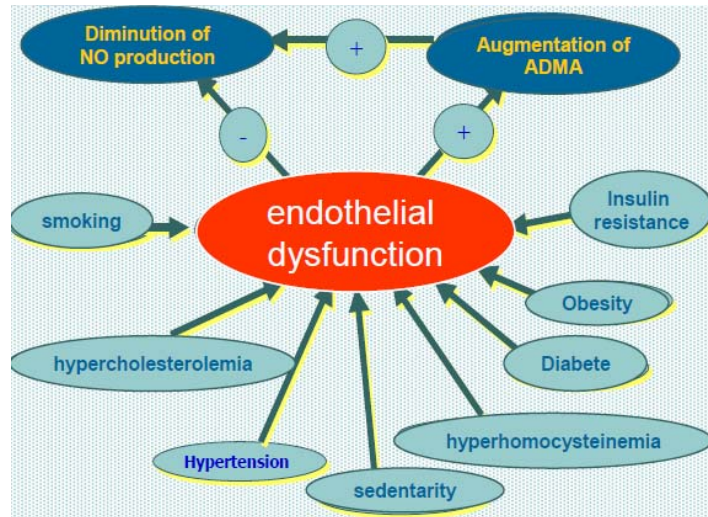 Diminution of
NO production
+
Augmentation of
ADMA
-
+
smoking
endothelial
dysfunction
Insulin
resistance
Obesity
hypercholesterolemia
Diabete
hyperhomocysteinemia
Hypertension
sedentarity